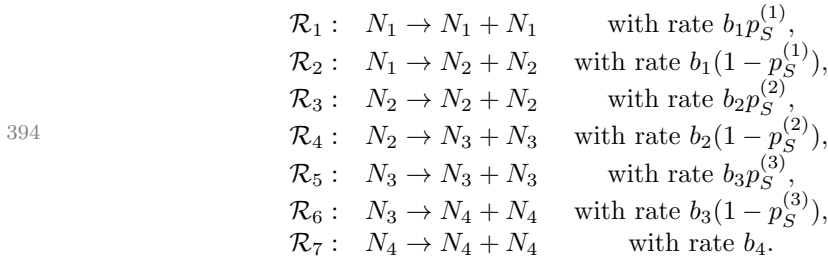 R₁ : N₁ → N₁ + N₁ with rate b₁p_S^(1),
R₂ : N₁ → N₂ + N₂ with rate b₁(1 − p_S^(1)),
R₃ : N₂ → N₂ + N₂ with rate b₂p_S^(2),
394 R₄ : N₂ → N₃ + N₃ with rate b₂(1 − p_S^(2)),
R₅ : N₃ → N₃ + N₃ with rate b₃p_S^(3),
R₆ : N₃ → N₄ + N₄ with rate b₃(1 − p_S^(3)),
R₇ : N₄ → N₄ + N₄ with rate b₄.